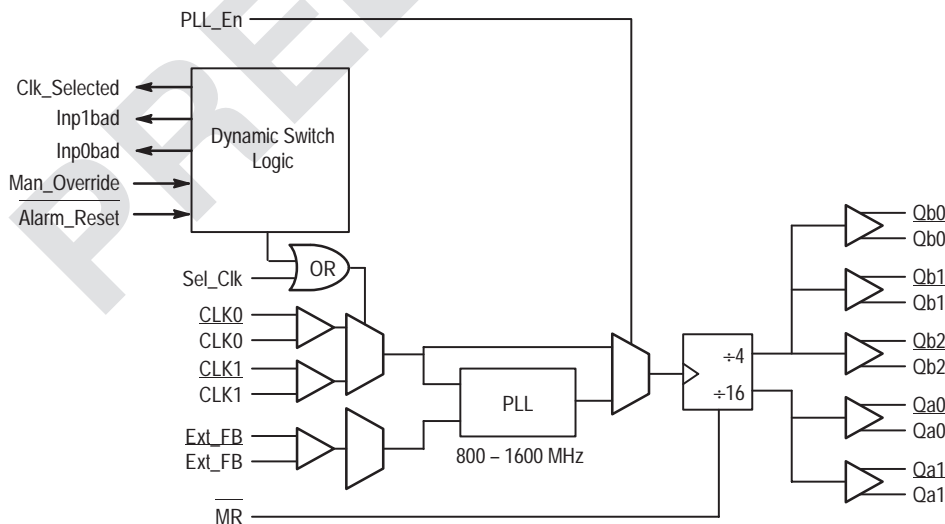 PLL_En
Clk_Selected
Inp1bad
Inp0bad
Man_Override
Alarm_Reset
Dynamic Switch
Logic
OR
Sel_Clk
CLK0
CLK0
CLK1
CLK1
Ext_FB
Ext_FB
MR
PLL
800 – 1600 MHz
÷4
÷16
Qb0
Qb0
Qb1
Qb1
Qb2
Qb2
Qa0
Qa0
Qa1
Qa1